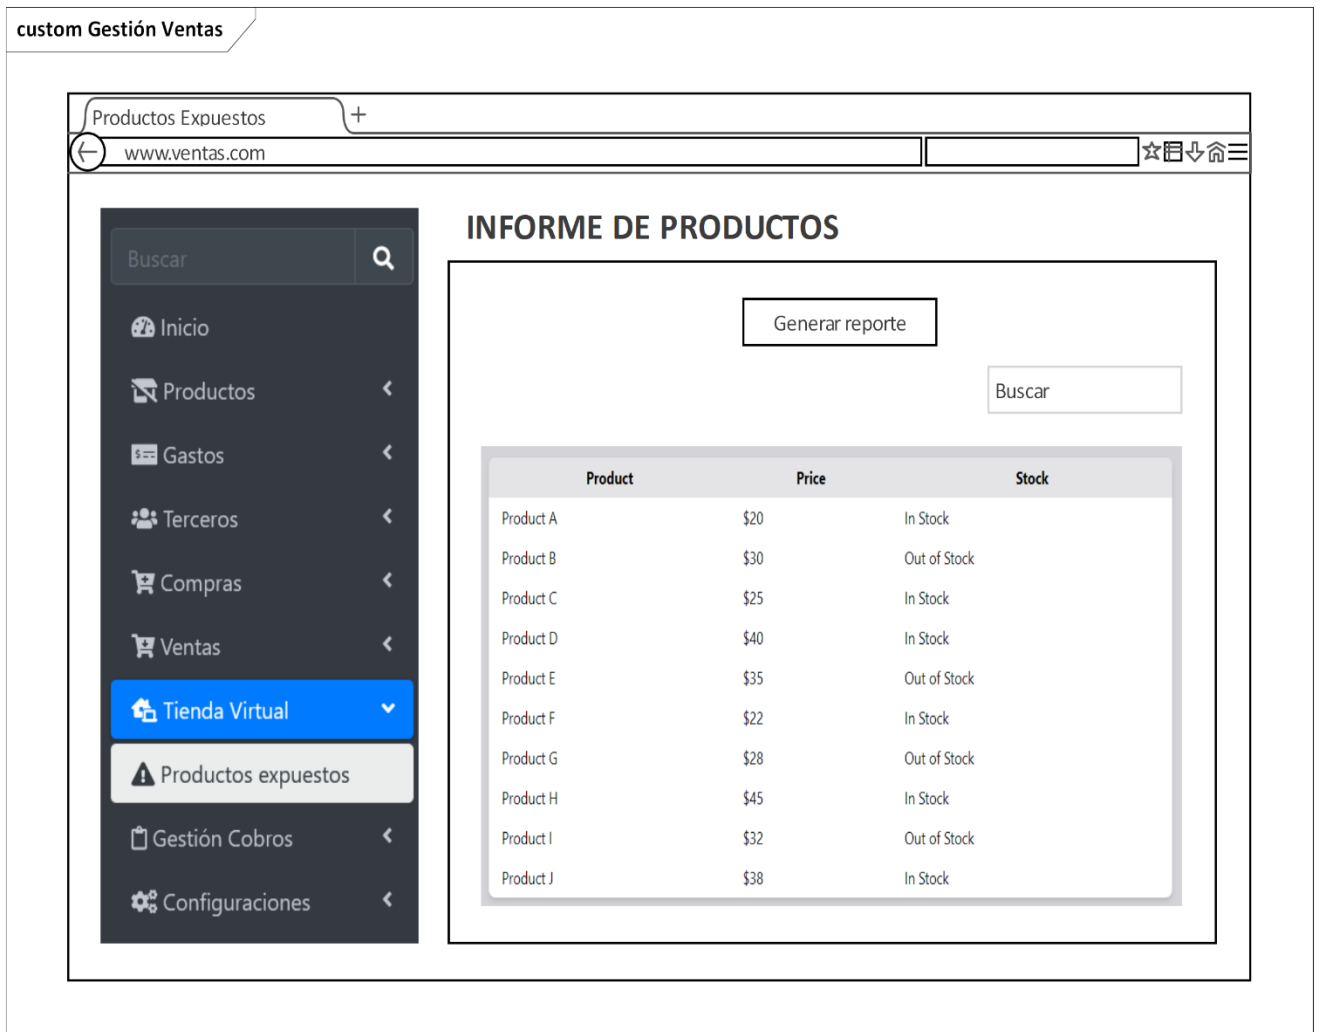 custom Gestión Ventas
Productos Expuestos
www.ventas.com
Buscar
Inicio
Productos
Gastos
Terceros
Compras
Ventas
Tienda Virtual
Productos expuestos
Gestión Cobros
Configuraciones
INFORME DE PRODUCTOS
Generar reporte
Buscar
Product Price Stock
Product A $20 In Stock
Product B $30 Out of Stock
Product C $25 In Stock
Product D $40 In Stock
Product E $35 Out of Stock
Product F $22 In Stock
Product G $28 Out of Stock
Product H $45 In Stock
Product I $32 Out of Stock
Product J $38 In Stock